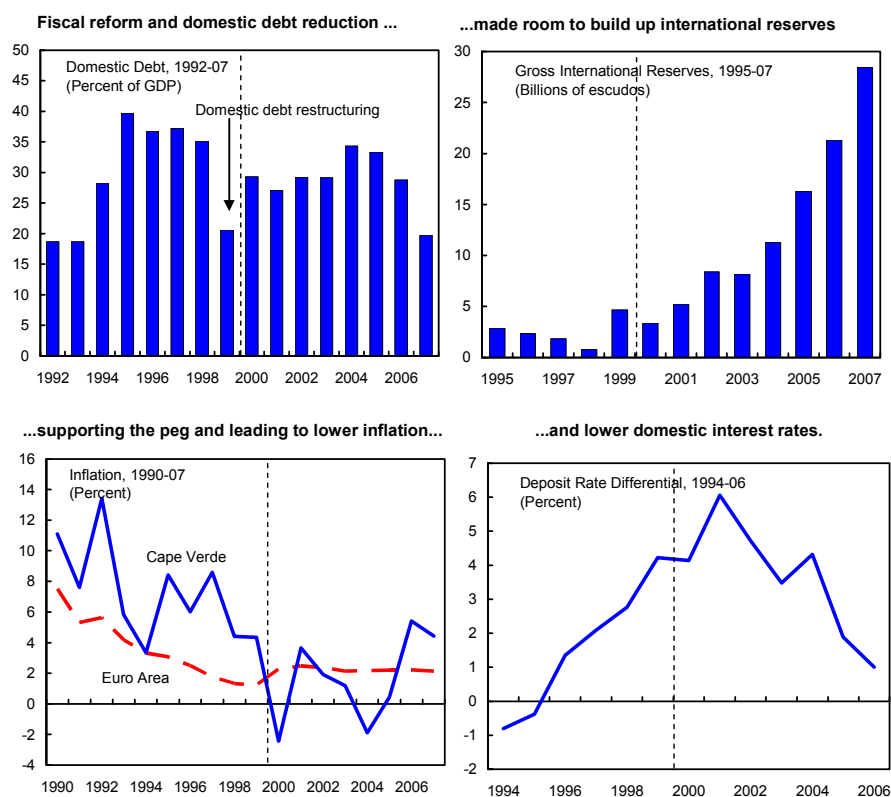 Fiscal reform and domestic debt reduction ...
50
45
40
35
30
25
20
15
10
5
0
Domestic Debt, 1992-07
(Percent of GDP)
Domestic debt restructuring
1992 1994 1996 1998 2000 2002 2004 2006
...made room to build up international reserves
30
25
20
15
10
5
0
Gross International Reserves, 1995-07
(Billions of escudos)
1995 1997 1999 2001 2003 2005 2007
...supporting the peg and leading to lower inflation...
16
14
12
10
8
6
4
2
0
-2
-4
Inflation, 1990-07
(Percent)
Cape Verde
Euro Area
1990 1992 1994 1996 1998 2000 2002 2004 2006
...and lower domestic interest rates.
7
6
5
4
3
2
1
0
-1
-2
Deposit Rate Differential, 1994-06
(Percent)
1994 1996 1998 2000 2002 2004 2006